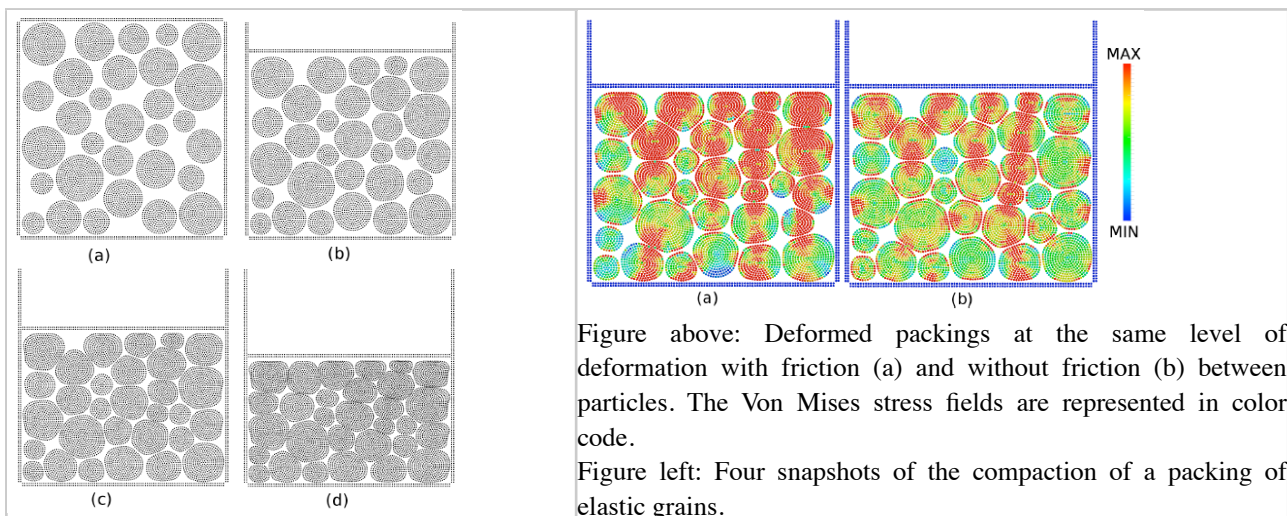 (a)
(b)
(c)
(d)
MAX
MIN
(a)
(b)
Figure above: Deformed packings at the same level of
deformation with friction (a) and without friction (b) between
particles. The Von Mises stress fields are represented in color
code.
Figure left: Four snapshots of the compaction of a packing of
elastic grains.